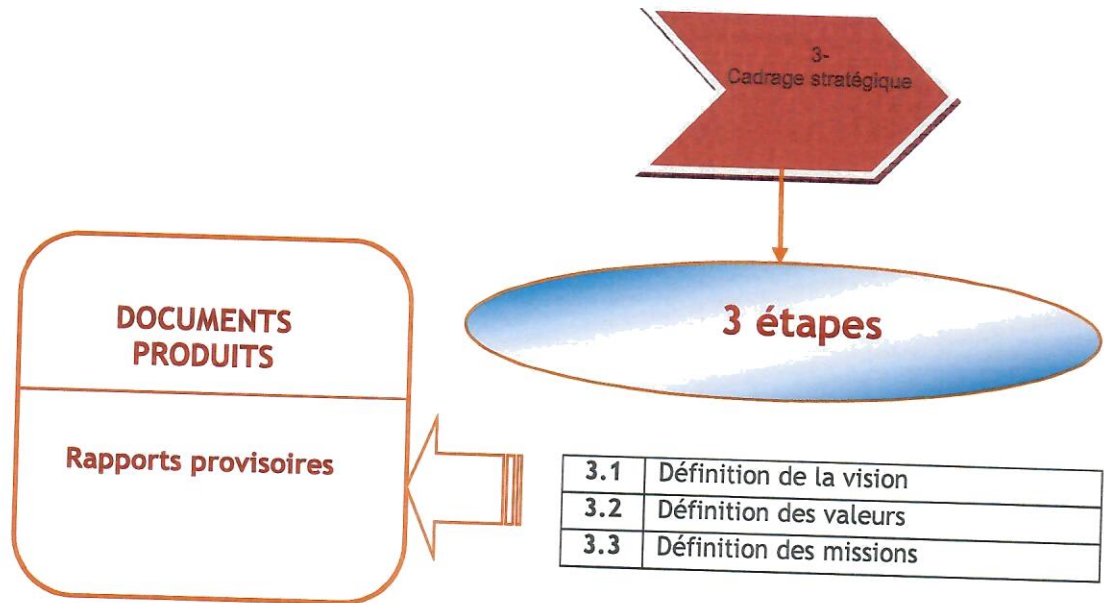 3-
Cadrage stratégique
3 étapes
DOCUMENTS
PRODUITS
Rapports provisoires
3.1 Définition de la vision
3.2 Définition des valeurs
3.3 Définition des missions